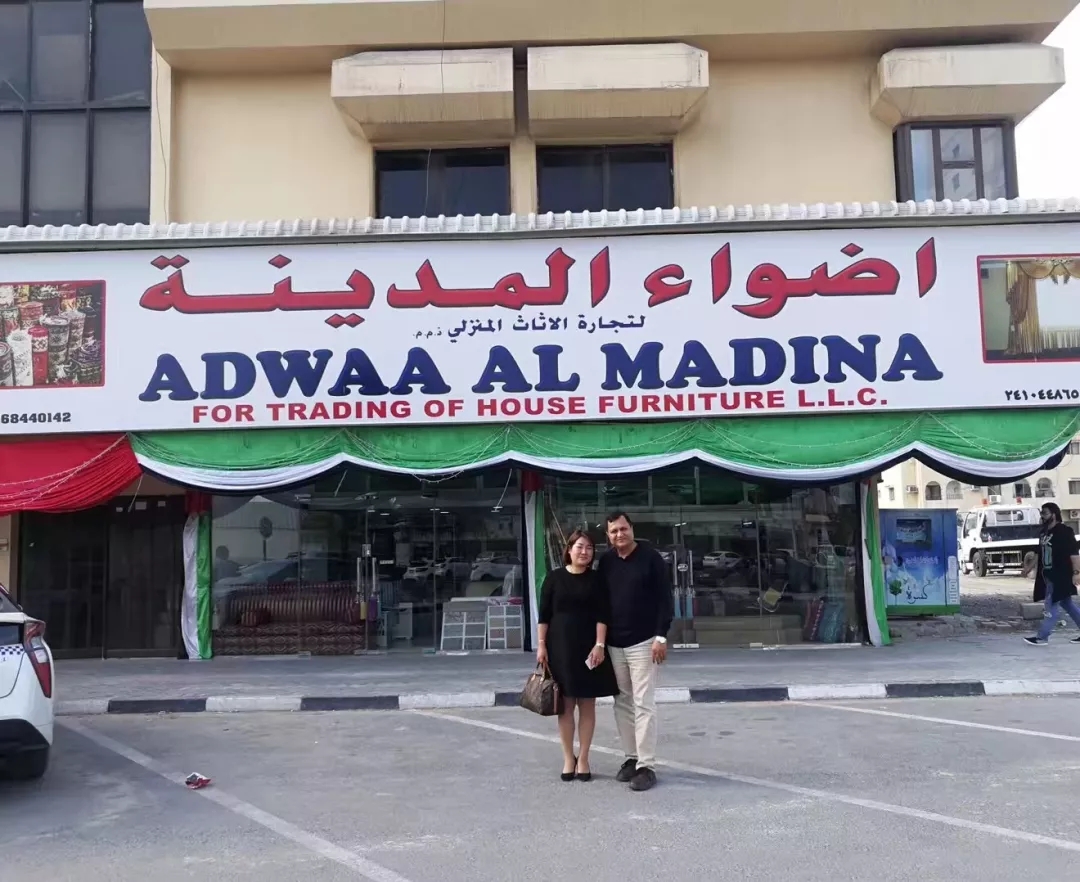 اضواء المدينة
لتجارة الاثاث المنزلي ذ.م.م.
ADWAA AL MADINA
FOR TRADING OF HOUSE FURNITURE L.L.C.
68440142
٢٤١٠٤٤٨٦٥